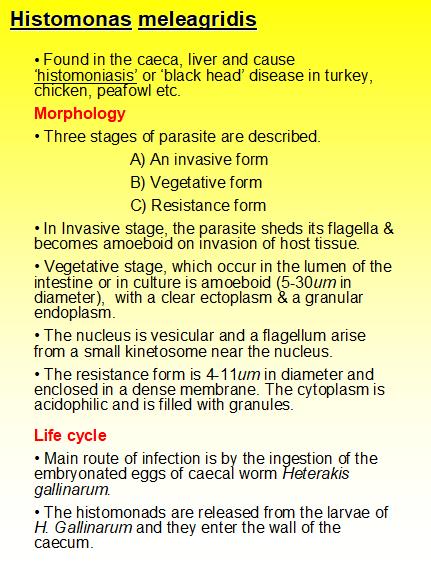 Histomonas meleagridis
• Found in the caeca, liver and cause
‘histomoniasis’ or ‘black head’ disease in turkey,
chicken, peafowl etc.
Morphology
• Three stages of parasite are described.
A) An invasive form
B) Vegetative form
C) Resistance form
• In Invasive stage, the parasite sheds its flagella &
becomes amoeboid on invasion of host tissue.
• Vegetative stage, which occur in the lumen of the
intestine or in culture is amoeboid (5-30um in
diameter), with a clear ectoplasm & a granular
endoplasm.
• The nucleus is vesicular and a flagellum arise
from a small kinetosome near the nucleus.
• The resistance form is 4-11um in diameter and
enclosed in a dense membrane. The cytoplasm is
acidophilic and is filled with granules.
Life cycle
• Main route of infection is by the ingestion of the
embryonated eggs of caecal worm Heterakis
gallinarum.
• The histomonads are released from the larvae of
H. Gallinarum and they enter the wall of the
caecum.